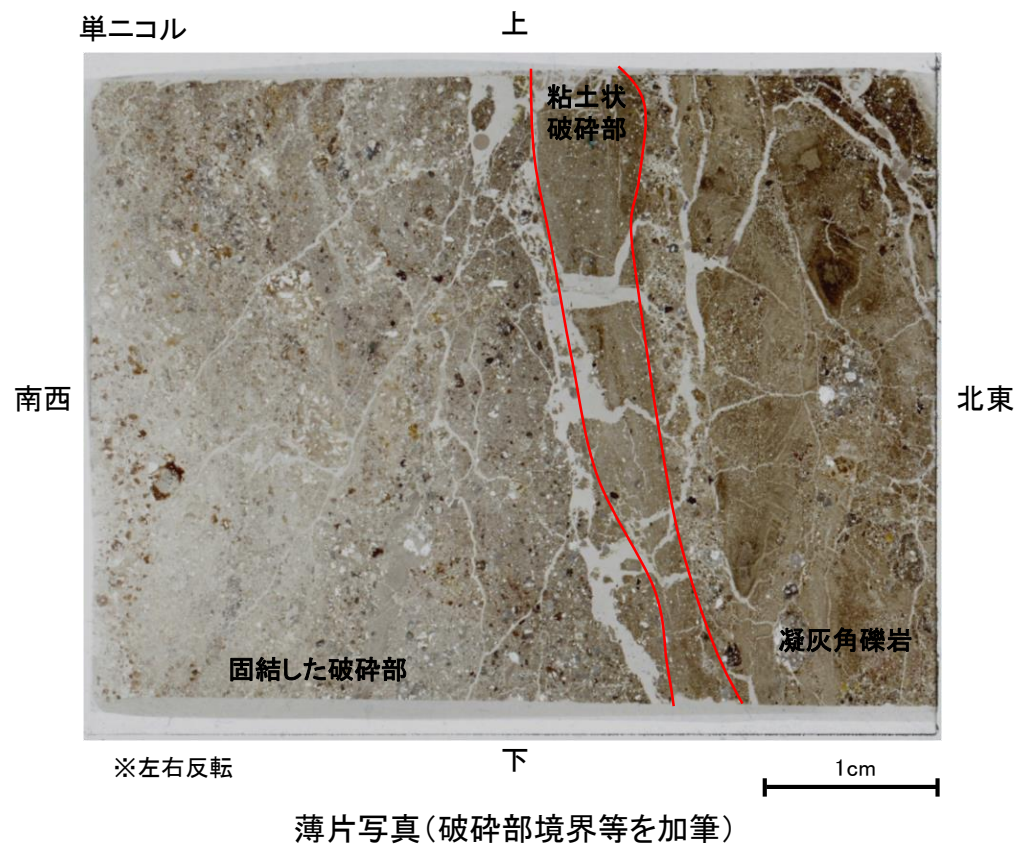 単ニコル
上
粘土状
破砕部
南西
北東
凝灰角礫岩
固結した破砕部
※左右反転
下
1cm
薄片写真(破砕部境界等を加筆)